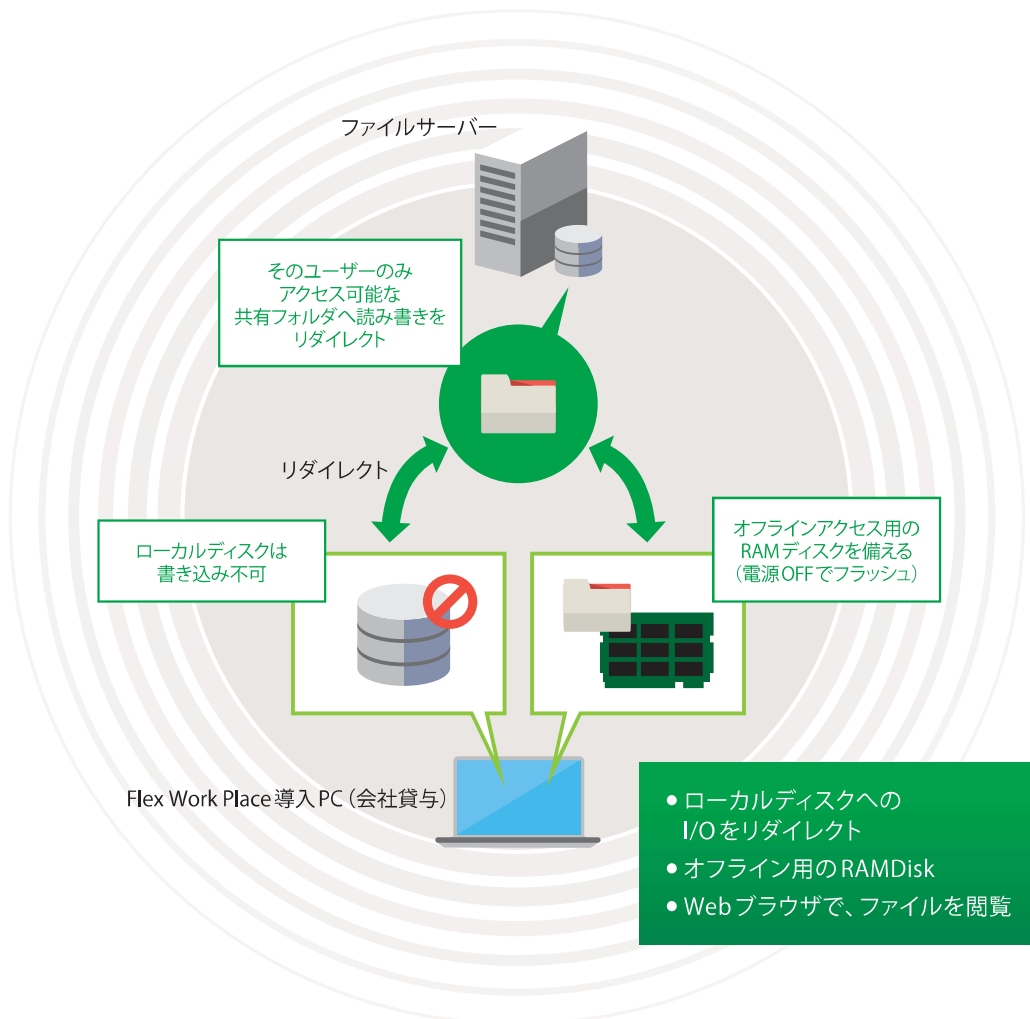 ファイルサーバー
そのユーザーのみ
アクセス可能な
共有フォルダへ読み書きを
リダイレクト
リダイレクト
ローカルディスクは
書き込み不可
オフラインアクセス用の
RAMディスクを備える
（電源OFFでフラッシュ）
Flex Work Place 導入PC（会社貸与）
● ローカルディスクへの
I/Oをリダイレクト
● オフライン用のRAMDisk
● Webブラウザで、ファイルを閲覧